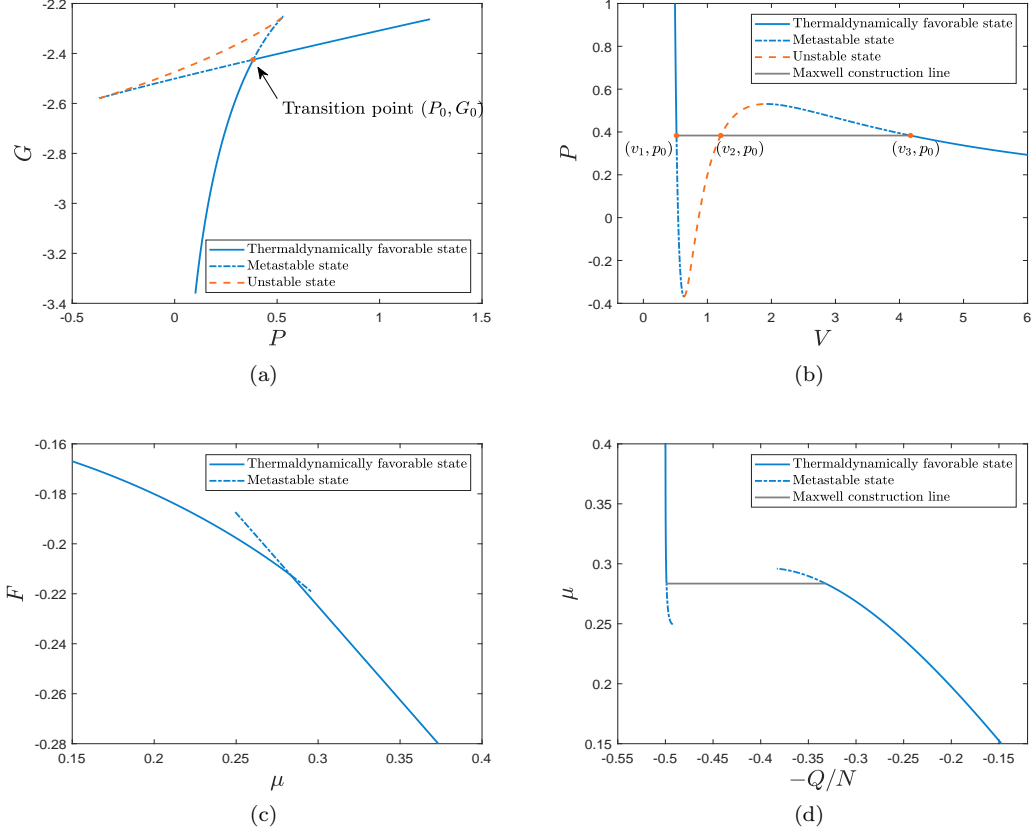 -2.2
-2.4
-2.6
-2.8
-3
-3.2
-3.4
G
Transition point (P₀, G₀)
Thermaldynamically favorable state
Metastable state
Unstable state
-0.5 0 0.5 1 1.5
P
(a)
1
0.8
0.6
0.4
0.2
0
-0.2
-0.4
P
Thermaldynamically favorable state
Metastable state
Unstable state
Maxwell construction line
(v₁, p₀) (v₂, p₀) (v₃, p₀)
0 1 2 3 4 5 6
V
(b)
-0.16
-0.18
-0.2
-0.22
-0.24
-0.26
-0.28
F
Thermaldynamically favorable state
Metastable state
0.15 0.2 0.25 0.3 0.35 0.4
μ
(c)
0.4
0.35
0.3
0.25
0.2
0.15
μ
Thermaldynamically favorable state
Metastable state
Maxwell construction line
-0.55 -0.5 -0.45 -0.4 -0.35 -0.3 -0.25 -0.2 -0.15
−Q/N
(d)